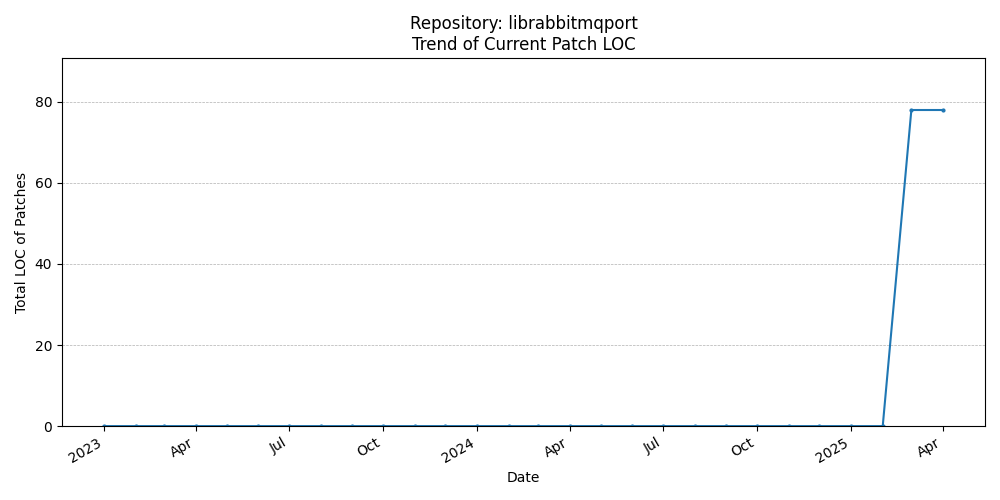 Repository: librabbitmqport
Trend of Current Patch LOC
Total LOC of Patches
80
60
40
20
0
2023
Apr
Jul
Oct
2024
Apr
Jul
Oct
2025
Apr
Date